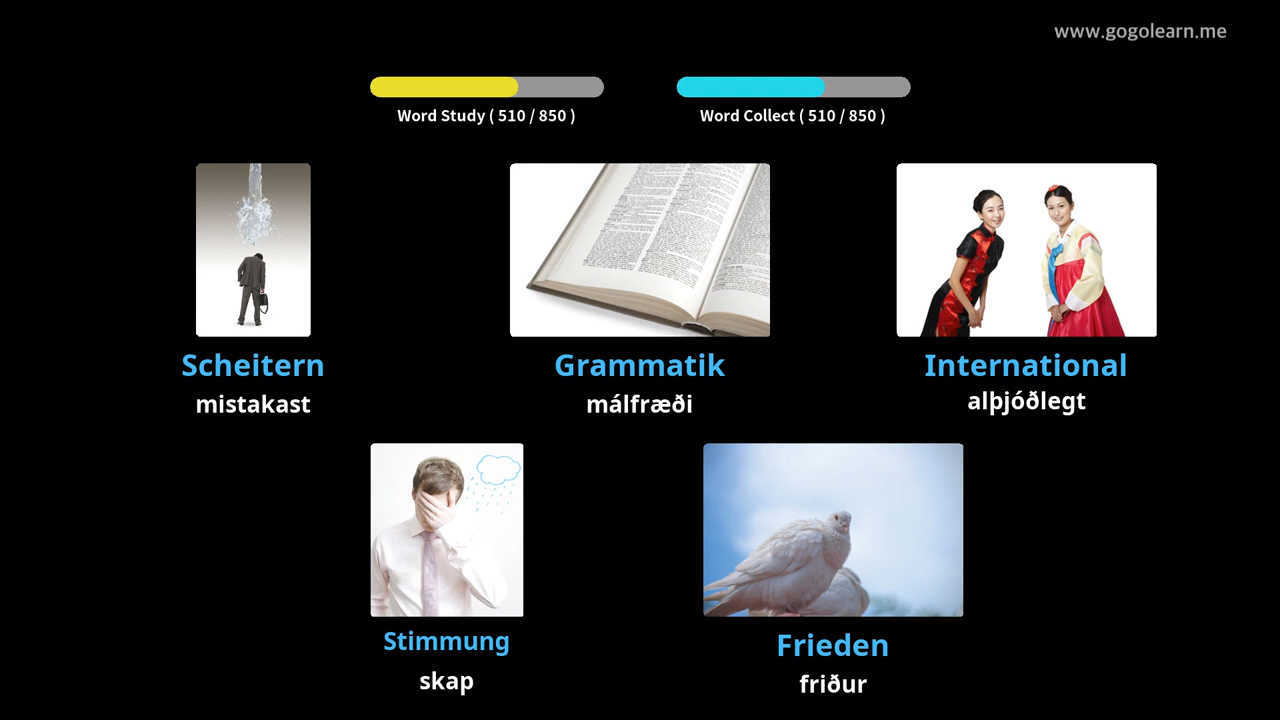 www.gogolearn.me
Word Study ( 510 / 850 )
Word Collect ( 510 / 850 )
Scheitern
mistakast
Grammatik
málfræði
International
alþjóðlegt
Stimmung
skap
Frieden
friður